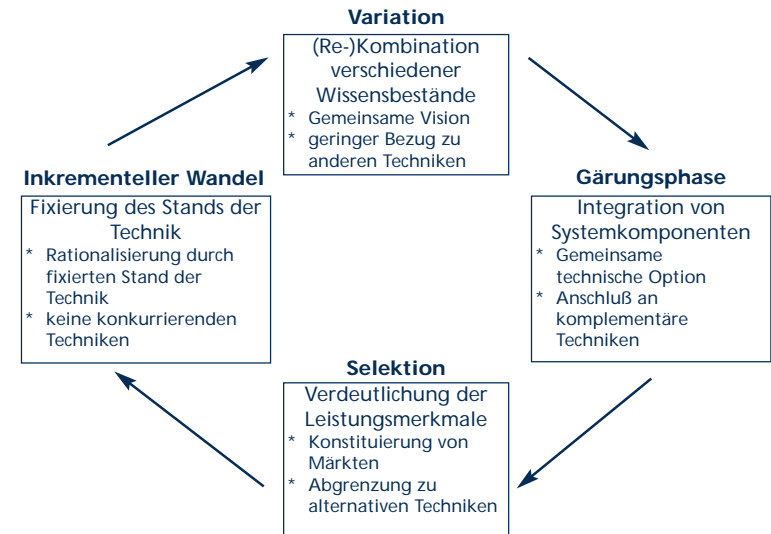 Variation
(Re-)Kombination
verschiedener
Wissensbestände
* Gemeinsame Vision
* geringer Bezug zu
anderen Techniken
Inkrementeller Wandel
Fixierung des Stands der
Technik
* Rationalisierung durch
fixierten Stand der
Technik
* keine konkurrierenden
Techniken
Gärungsphase
Integration von
Systemkomponenten
* Gemeinsame
technische Option
* Anschluß an
komplementäre
Techniken
Selektion
Verdeutlichung der
Leistungsmerkmale
* Konstituierung von
Märkten
* Abgrenzung zu
alternativen Techniken